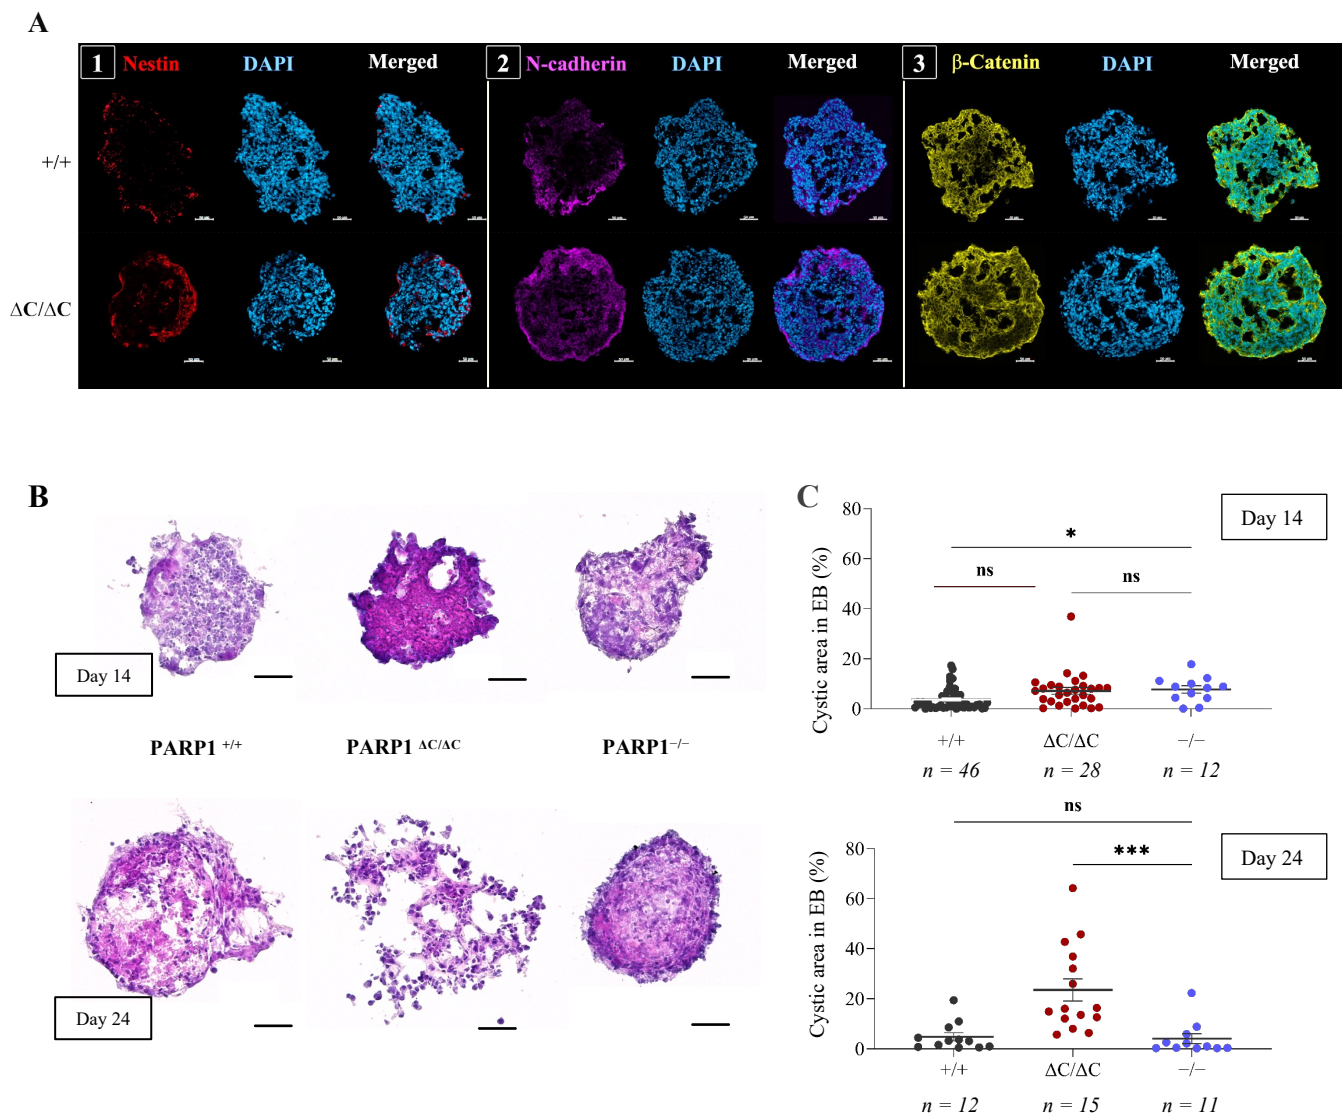 A
1 Nestin DAPI Merged 2 N-cadherin DAPI Merged 3 β-Catenin DAPI Merged
+/+
ΔC/ΔC
B
Day 14
PARP1 +/+ PARP1 ΔC/ΔC PARP1−/−
Day 24
C
Day 14
Cystic area in EB (%)
80
60
40
20
0
*
ns
ns
+/+ ΔC/ΔC −/−
n = 46 n = 28 n = 12
Day 24
Cystic area in EB (%)
80
60
40
20
0
ns
***
+/+ ΔC/ΔC −/−
n = 12 n = 15 n = 11